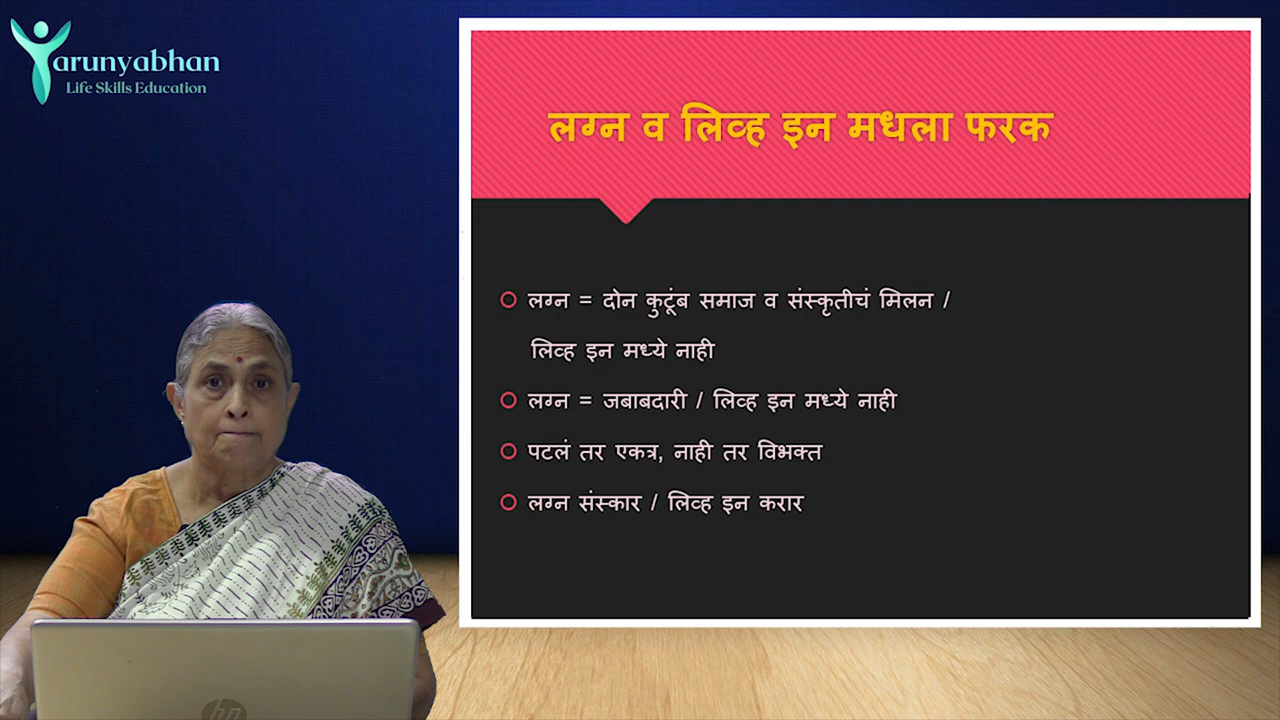 Tarunyabhan
Life Skills Education
लग्न व लिव्ह इन मधला फरक
लग्न = दोन कुटूंब समाज व संस्कृतीचं मिलन /
लिव्ह इन मध्ये नाही
लग्न = जबाबदारी / लिव्ह इन मध्ये नाही
पटलं तर एकत्र, नाही तर विभक्त
लग्न संस्कार / लिव्ह इन करार
hp